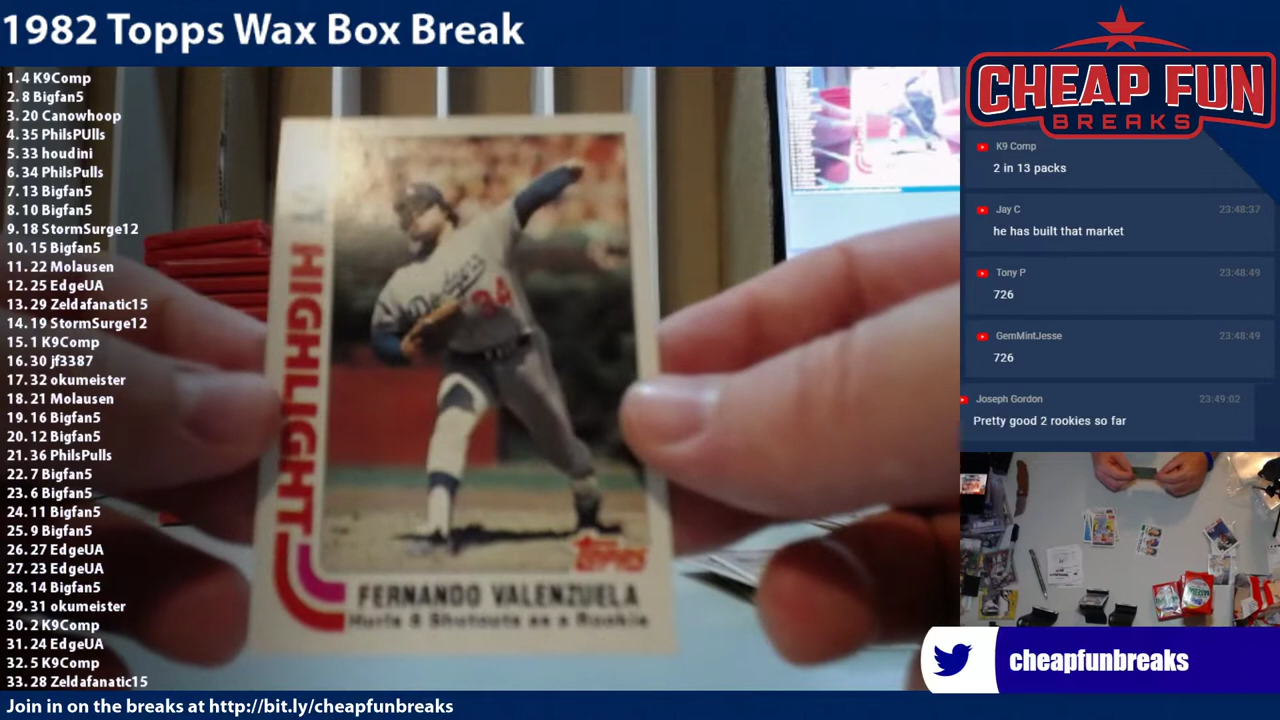 1982 Topps Wax Box Break
1. 4 K9Comp
2. 8 Bigfan5
3. 20 Canowhoop
4. 35 PhilsPUlls
5. 33 houdini
6. 34 PhilsPulls
7. 13 Bigfan5
8. 10 Bigfan5
9. 18 StormSurge12
10. 15 Bigfan5
11. 22 Molausen
12. 25 EdgeUA
13. 29 Zeldafanatic15
14. 19 StormSurge12
15. 1 K9Comp
16. 30 jf3387
17. 32 okumeister
18. 21 Molausen
19. 16 Bigfan5
20. 12 Bigfan5
21. 36 PhilsPulls
22. 7 Bigfan5
23. 6 Bigfan5
24. 11 Bigfan5
25. 9 Bigfan5
26. 27 EdgeUA
27. 23 EdgeUA
28. 14 Bigfan5
29. 31 okumeister
30. 2 K9Comp
31. 24 EdgeUA
32. 5 K9Comp
33. 28 Zeldafanatic15
HIGHLIGHT
Dodgers
34
Topps
FERNANDO VALENZUELA
Hurls 8 Shutouts as a Rookie
CHEAP FUN
BREAKS
K9 Comp
2 in 13 packs
Jay C 23:48:37
he has built that market
Tony P 23:48:49
726
GemMintJesse 23:48:49
726
Joseph Gordon 23:49:02
Pretty good 2 rookies so far
cheapfunbreaks
Join in on the breaks at http://bit.ly/cheapfunbreaks